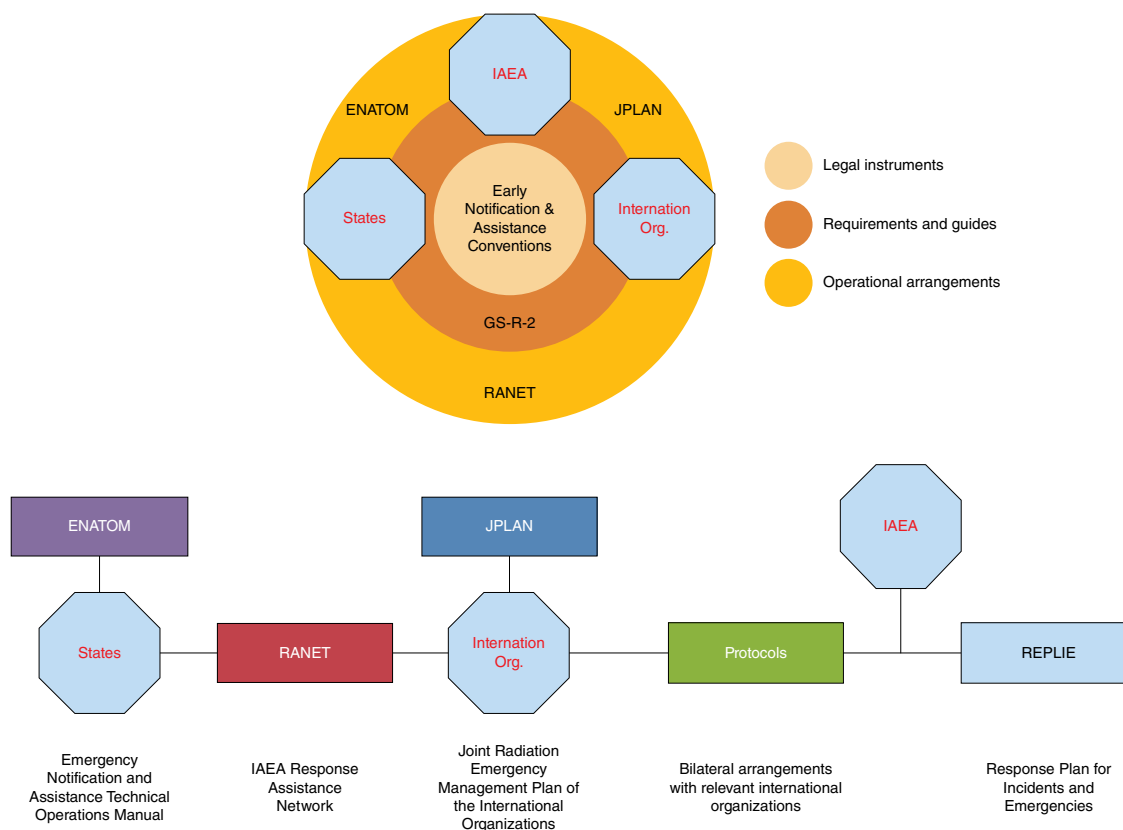 IAEA
ENATOM
JPLAN
States
Early
Notification &
Assistance
Conventions
Internation
Org.
GS-R-2
RANET
Legal instruments
Requirements and guides
Operational arrangements
ENATOM
JPLAN
IAEA
States
RANET
Internation
Org.
Protocols
REPLIE
Emergency
Notification and
Assistance Technical
Operations Manual
IAEA Response
Assistance
Network
Joint Radiation
Emergency
Management Plan of
the International
Organizations
Bilateral arrangements
with relevant international
organizations
Response Plan for
Incidents and
Emergencies